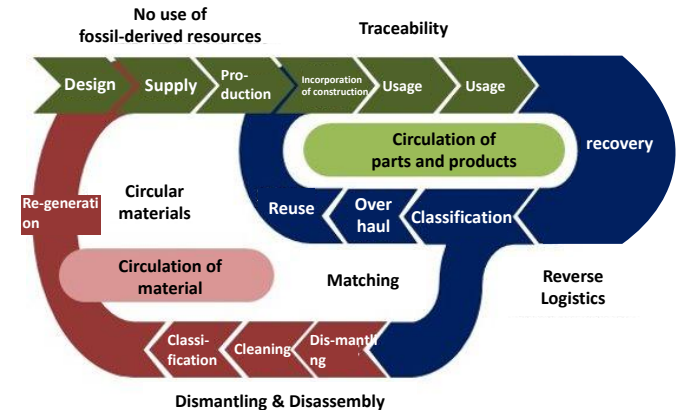 No use of
fossil-derived resources
Traceability
Design
Supply
Pro-
duction
Incorporation
of construction
Usage
Usage
recovery
Circulation of
parts and products
Reuse
Over
haul
Classification
Re-generati
on
Circular
materials
Circulation of
material
Matching
Reverse
Logistics
Classi-
fication
Cleaning
Dis-mantli
ng
Dismantling & Disassembly